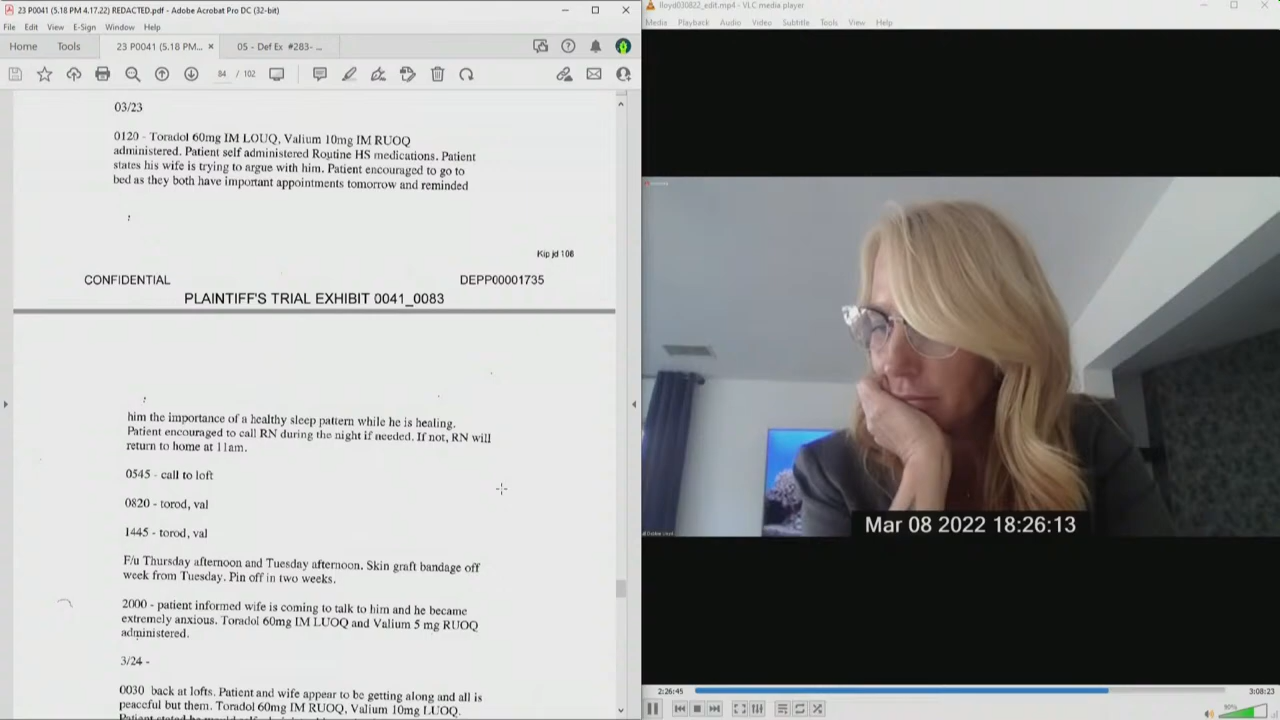 23 P0041 (5.18 PM 4.17.22) REDACTED.pdf - Adobe Acrobat Pro DC (32-bit)
File Edit View E-Sign Window Help
Home Tools 23 P0041 (5.18 PM... × 05 - Def Ex #283- ...
84 / 102
03/23
0120 - Toradol 60mg IM LOUQ, Valium 10mg IM RUOQ
administered. Patient self administered Routine HS medications. Patient
states his wife is trying to argue with him. Patient encouraged to go to
bed as they both have important appointments tomorrow and reminded
Kip jd 106
CONFIDENTIAL DEPP00001735
PLAINTIFF'S TRIAL EXHIBIT 0041_0083
him the importance of a healthy sleep pattern while he is healing.
Patient encouraged to call RN during the night if needed. If not, RN will
return to home at 11am.
0545 - call to loft
0820 - torod, val
1445 - torod, val
F/u Thursday afternoon and Tuesday afternoon. Skin graft bandage off
week from Tuesday. Pin off in two weeks.
2000 - patient informed wife is coming to talk to him and he became
extremely anxious. Toradol 60mg IM LUOQ and Valium 5 mg RUOQ
administered.
3/24 -
0030 back at lofts. Patient and wife appear to be getting along and all is
peaceful but them. Toradol 60mg IM RUOQ, Valium 10mg LUOQ.
lloyd030822_edit.mp4 - VLC media player
Media Playback Audio Video Subtitle Tools View Help
Mar 08 2022 18:26:13
2:26:45 3:08:23
90%